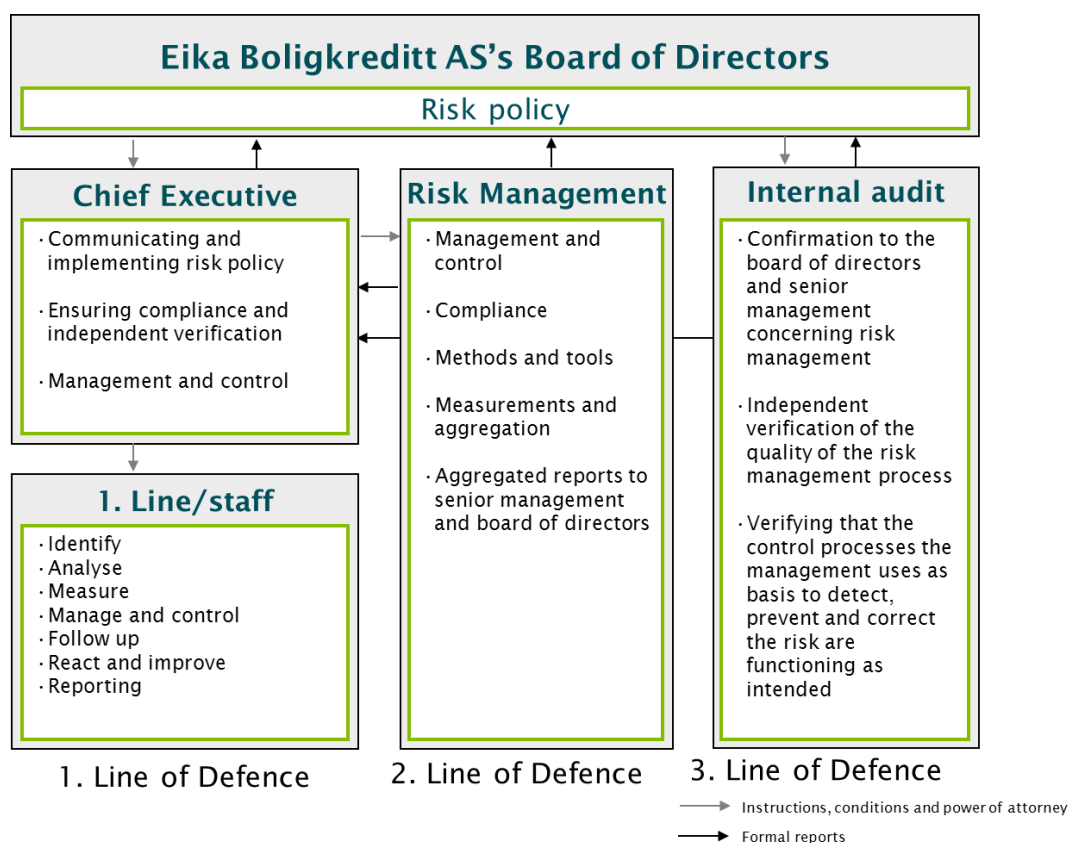 Eika Boligkreditt AS’s Board of Directors
Risk policy
Chief Executive
· Communicating and
implementing risk policy
· Ensuring compliance and
independent verification
· Management and control
1. Line/staff
· Identify
· Analyse
· Measure
· Manage and control
· Follow up
· React and improve
· Reporting
1. Line of Defence
Risk Management
· Management and
control
· Compliance
· Methods and tools
· Measurements and
aggregation
· Aggregated reports to
senior management
and board of directors
2. Line of Defence
Internal audit
· Confirmation to the
board of directors
and senior
management
concerning risk
management
· Independent
verification of the
quality of the risk
management process
· Verifying that the
control processes the
management uses as
basis to detect,
prevent and correct
the risk are
functioning as
intended
3. Line of Defence
Instructions, conditions and power of attorney
Formal reports